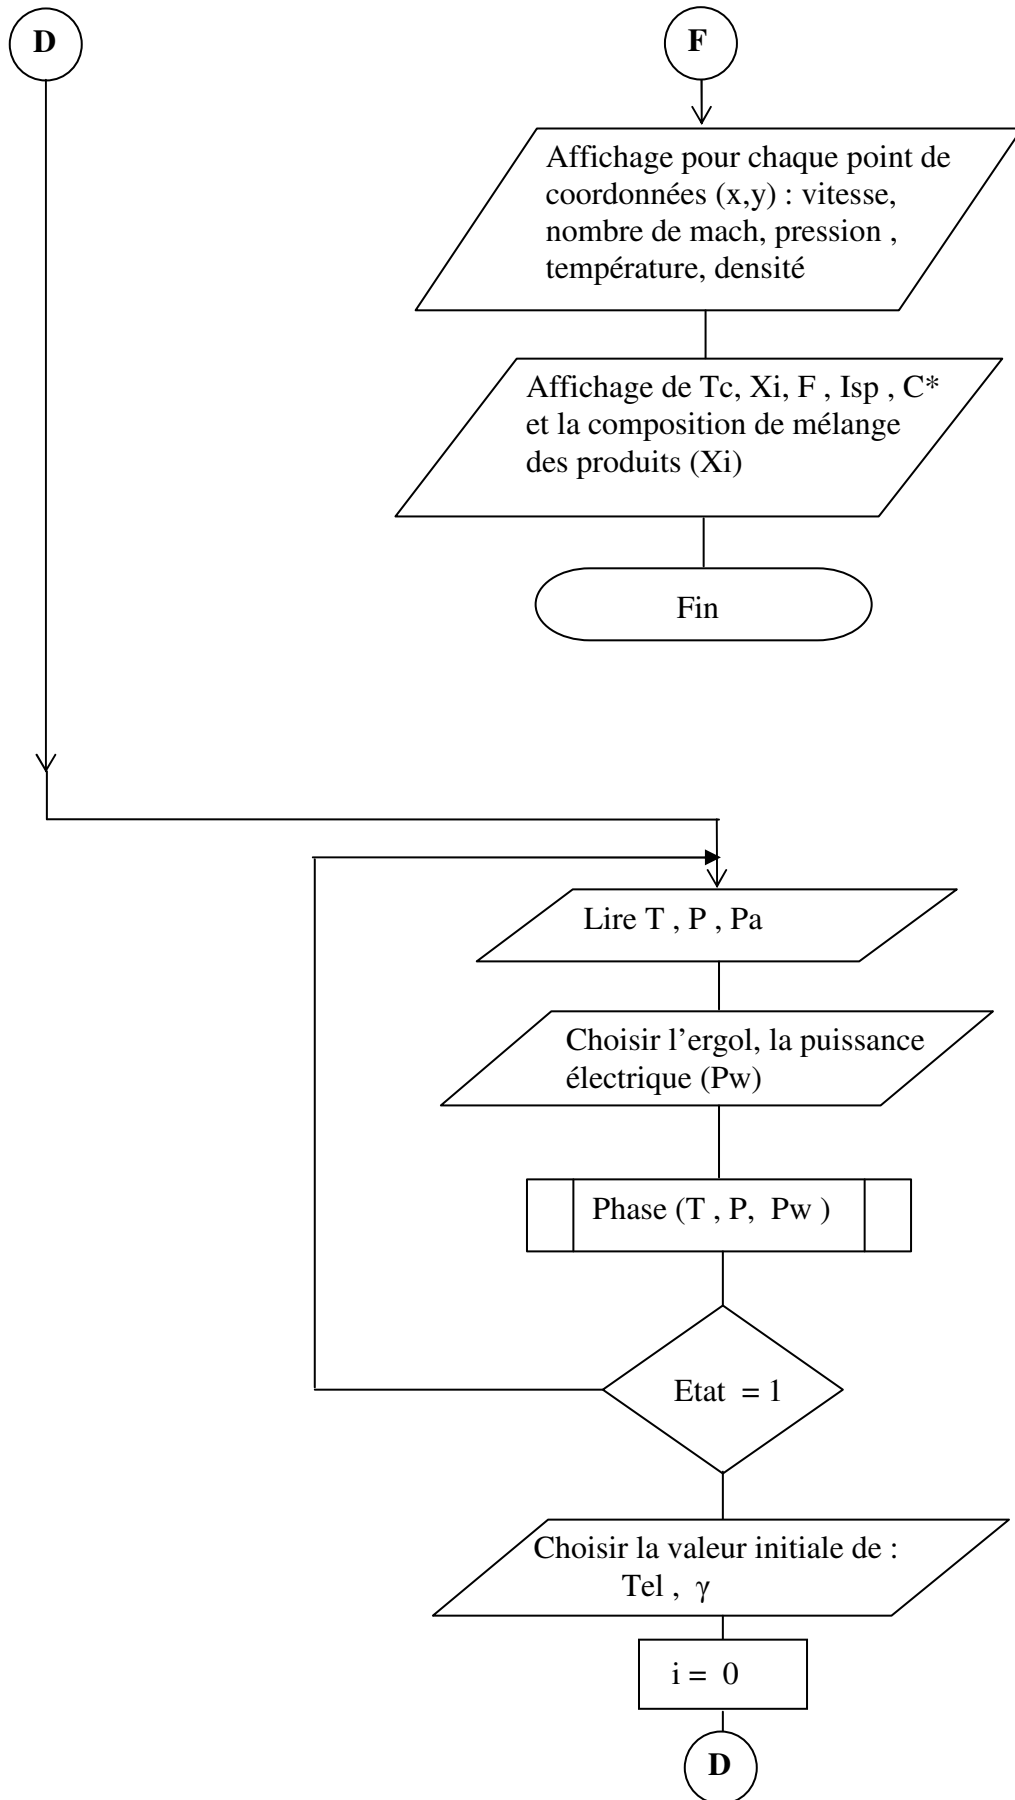 D
F
Affichage pour chaque point de
coordonnées (x,y) : vitesse,
nombre de mach, pression ,
température, densité
Affichage de Tc, Xi, F , Isp , C*
et la composition de mélange
des produits (Xi)
Fin
Lire T , P , Pa
Choisir l’ergol, la puissance
électrique (Pw)
Phase (T , P, Pw )
Etat = 1
Choisir la valeur initiale de :
Tel , γ
i = 0
D